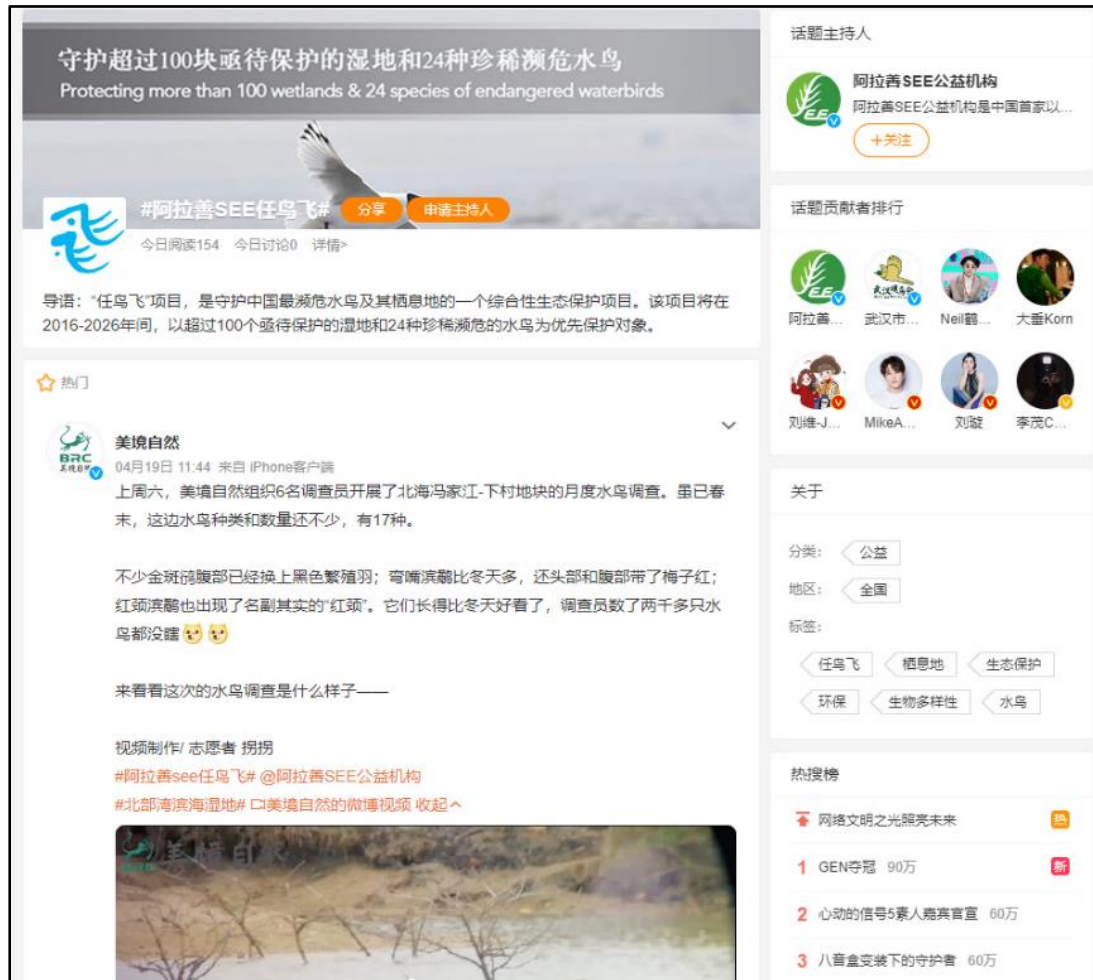 守护超过100块亟待保护的湿地和24种珍稀濒危水鸟
Protecting more than 100 wetlands & 24 species of endangered waterbirds
#阿拉善SEE任鸟飞#
分享
申请主持人
今日阅读154 今日讨论0 详情>
导语：“任鸟飞”项目，是守护中国最濒危水鸟及其栖息地的一个综合性生态保护项目。该项目将在
2016-2026年间，以超过100个亟待保护的湿地和24种珍稀濒危的水鸟为优先保护对象。
热门
BRC
美境自然
美境自然
04月19日 11:44 来自 iPhone客户端
上周六，美境自然组织6名调查员开展了北海冯家江-下村地块的月度水鸟调查。虽已春
末，这边水鸟种类和数量还不少，有17种。
不少金斑鸻腹部已经换上黑色繁殖羽；弯嘴滨鹬比冬天多，还头部和腹部带了梅子红；
红颈滨鹬也出现了名副其实的“红颈”。它们长得比冬天好看了，调查员数了两千多只水
鸟都没瞎
来看看这次的水鸟调查是什么样子——
视频制作/ 志愿者 拐拐
#阿拉善see任鸟飞# @阿拉善SEE公益机构
#北部湾滨海湿地# 美境自然的微博视频 收起
美境自然
话题主持人
SEE
阿拉善SEE公益机构
阿拉善SEE公益机构是中国首家以...
+关注
话题贡献者排行
SEE
阿拉善... 武汉市... Neil鹤... 大垂Korn
刘维-J... MikeA... 刘璇 李茂C...
关于
分类： 公益
地区： 全国
标签：
任鸟飞 栖息地 生态保护
环保 生物多样性 水鸟
热搜榜
网络文明之光照亮未来 热
1 GEN夺冠 90万 新
2 心动的信号5素人嘉宾官宣 60万
3 八音盒变装下的守护者 60万